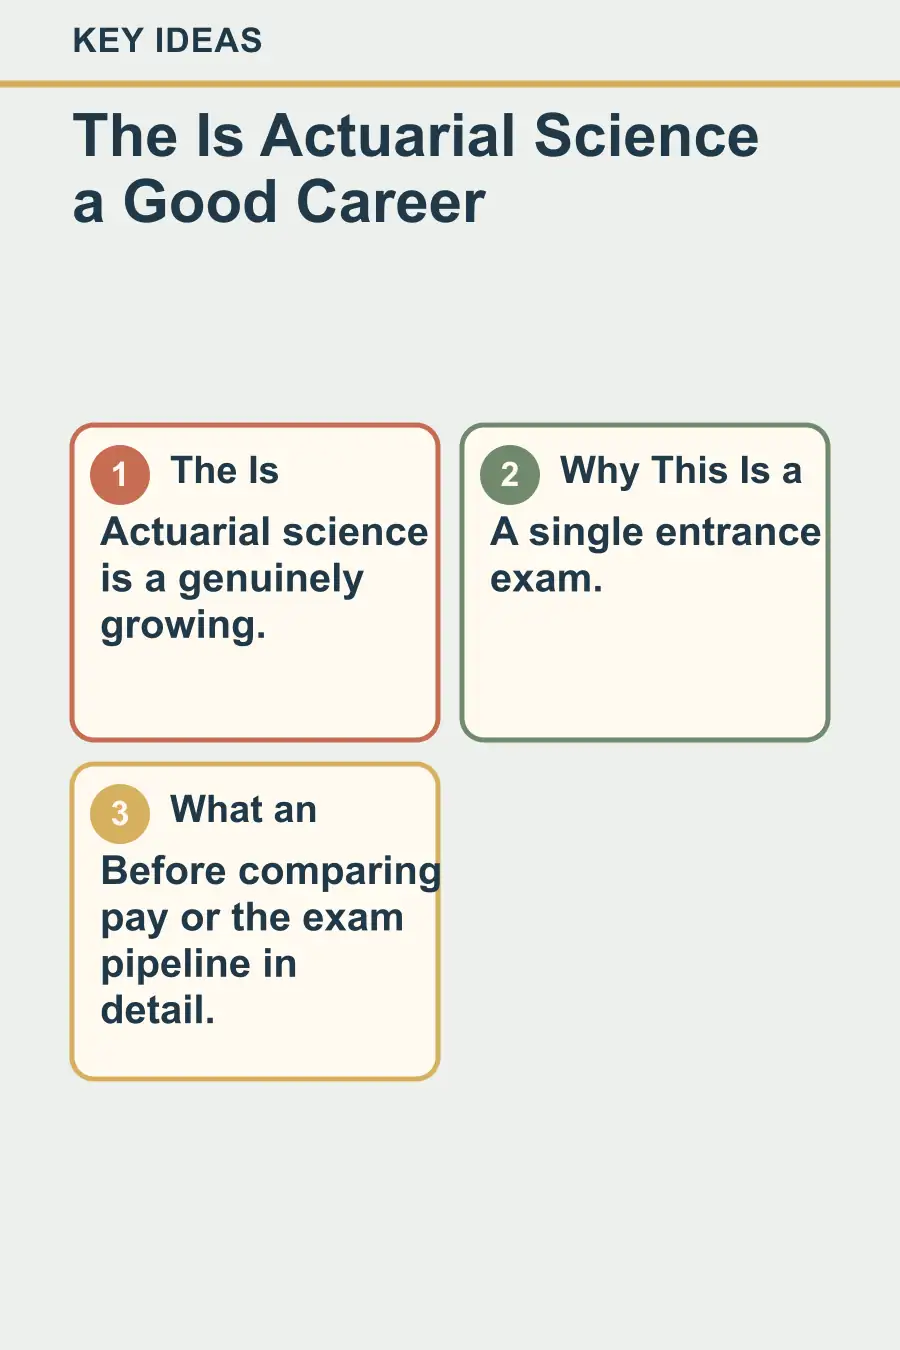 KEY IDEAS
The Is Actuarial Science
a Good Career
1 The Is
Actuarial science
is a genuinely
growing.
2 Why This Is a
A single entrance
exam.
3 What an
Before comparing
pay or the exam
pipeline in
detail.